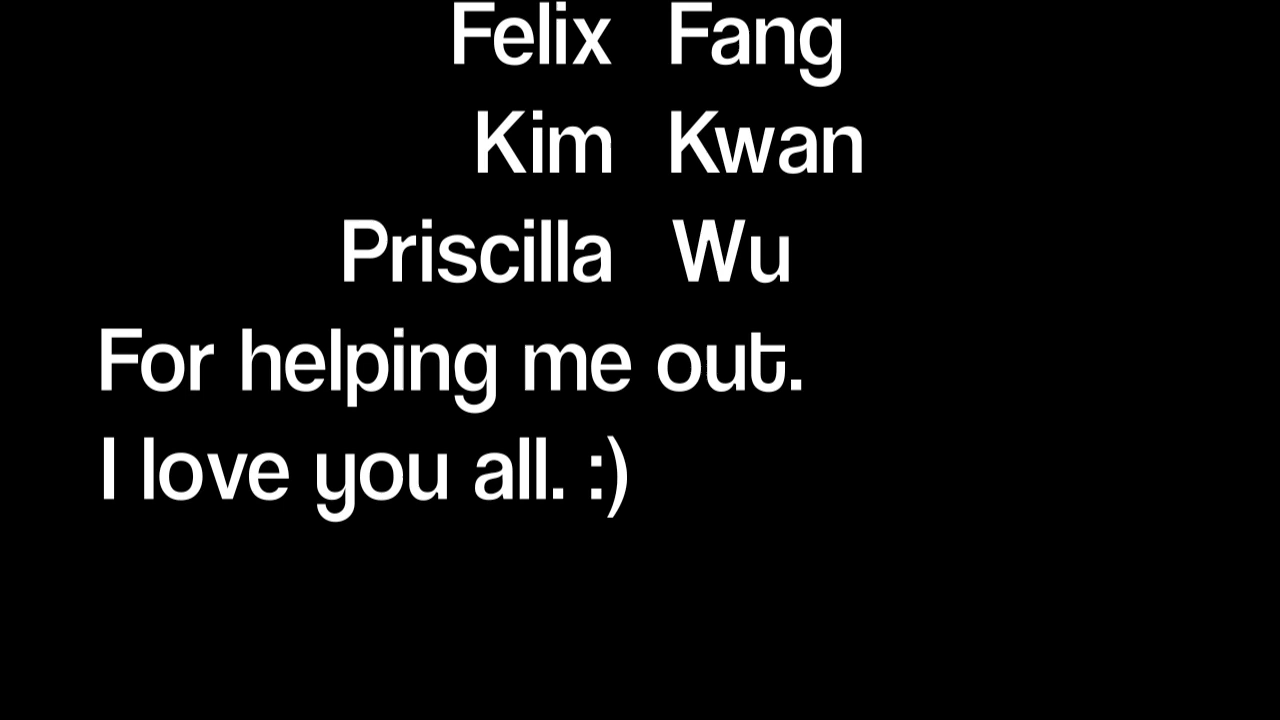 Felix Fang
Kim Kwan
Priscilla Wu
For helping me out.
I love you all. :)